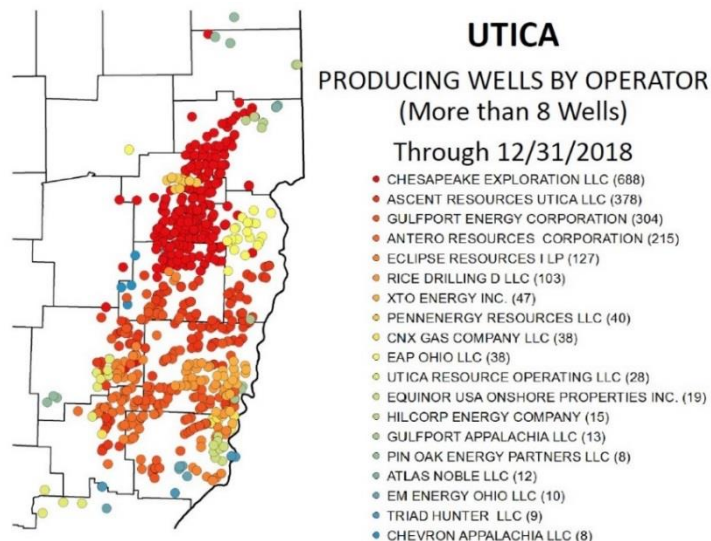 UTICA
PRODUCING WELLS BY OPERATOR
(More than 8 Wells)
Through 12/31/2018
CHESAPEAKE EXPLORATION LLC (688)
ASCENT RESOURCES UTICA LLC (378)
GULFPORT ENERGY CORPORATION (304)
ANTERO RESOURCES CORPORATION (215)
ECLIPSE RESOURCES I LP (127)
RICE DRILLING D LLC (103)
XTO ENERGY INC. (47)
PENNENERGY RESOURCES LLC (40)
CNX GAS COMPANY LLC (38)
EAP OHIO LLC (38)
UTICA RESOURCE OPERATING LLC (28)
EQUINOR USA ONSHORE PROPERTIES INC. (19)
HILCORP ENERGY COMPANY (15)
GULFPORT APPALACHIA LLC (13)
PIN OAK ENERGY PARTNERS LLC (8)
ATLAS NOBLE LLC (12)
EM ENERGY OHIO LLC (10)
TRIAD HUNTER LLC (9)
CHEVRON APPALACHIA LLC (8)